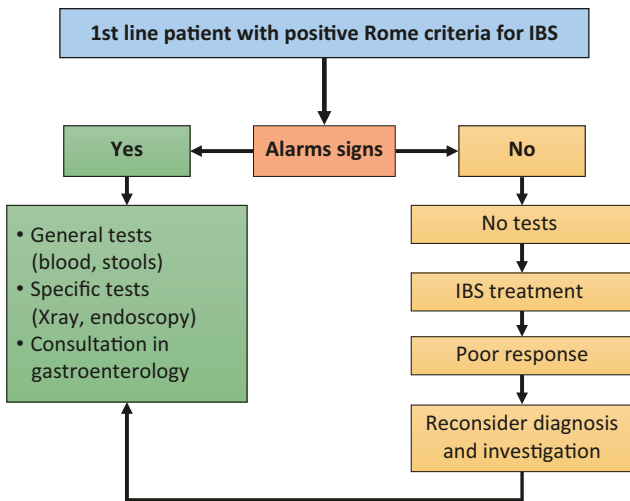 1st line patient with positive Rome criteria for IBS
Yes
Alarms signs
No
• General tests
(blood, stools)
• Specific tests
(Xray, endoscopy)
• Consultation in
gastroenterology
No tests
IBS treatment
Poor response
Reconsider diagnosis
and investigation